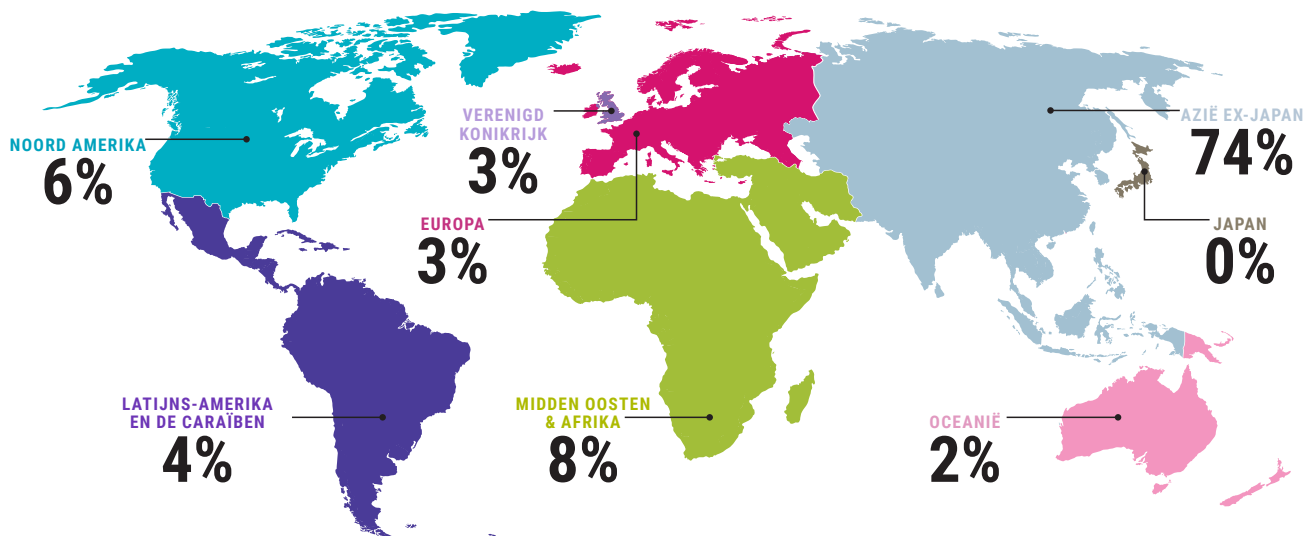 NOORD AMERIKA
6%
VERENIGD
KONIKRIJK
3%
EUROPA
3%
AZIË EX-JAPAN
74%
JAPAN
0%
LATIJNS-AMERIKA
EN DE CARAÏBEN
4%
MIDDEN OOSTEN
& AFRIKA
8%
OCEANIË
2%